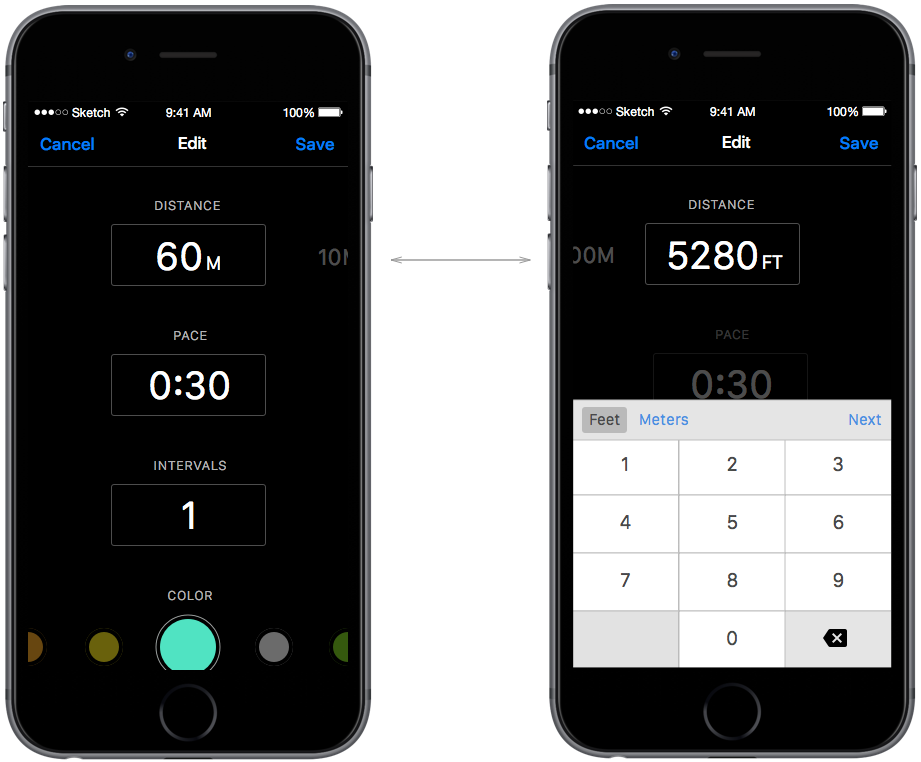 Sketch 9:41 AM 100%
Cancel Edit Save
DISTANCE
60 M 10M
PACE
0:30
INTERVALS
1
COLOR
Sketch 9:41 AM 100%
Cancel Edit Save
DISTANCE
00M 5280 FT
PACE
0:30
Feet Meters Next
1 2 3
4 5 6
7 8 9
0